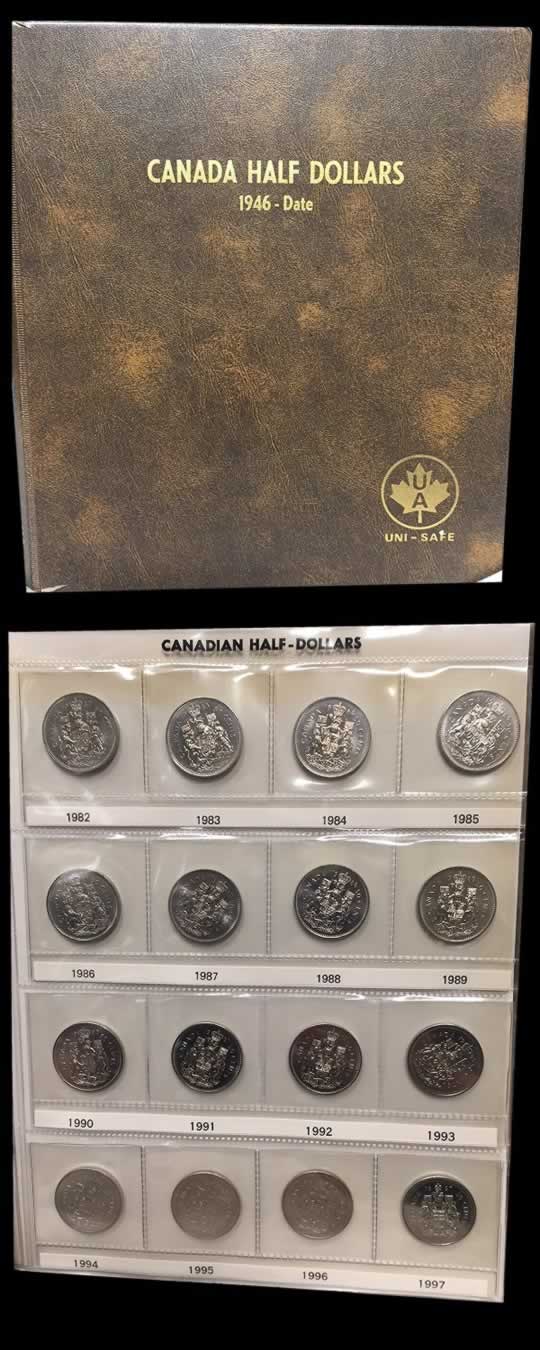 CANADA HALF DOLLARS
1946 - Date
U
A
UNI-SAFE
CANADIAN HALF-DOLLARS
1982 1983 1984 1985
1986 1987 1988 1989
1990 1991 1992 1993
1994 1995 1996 1997